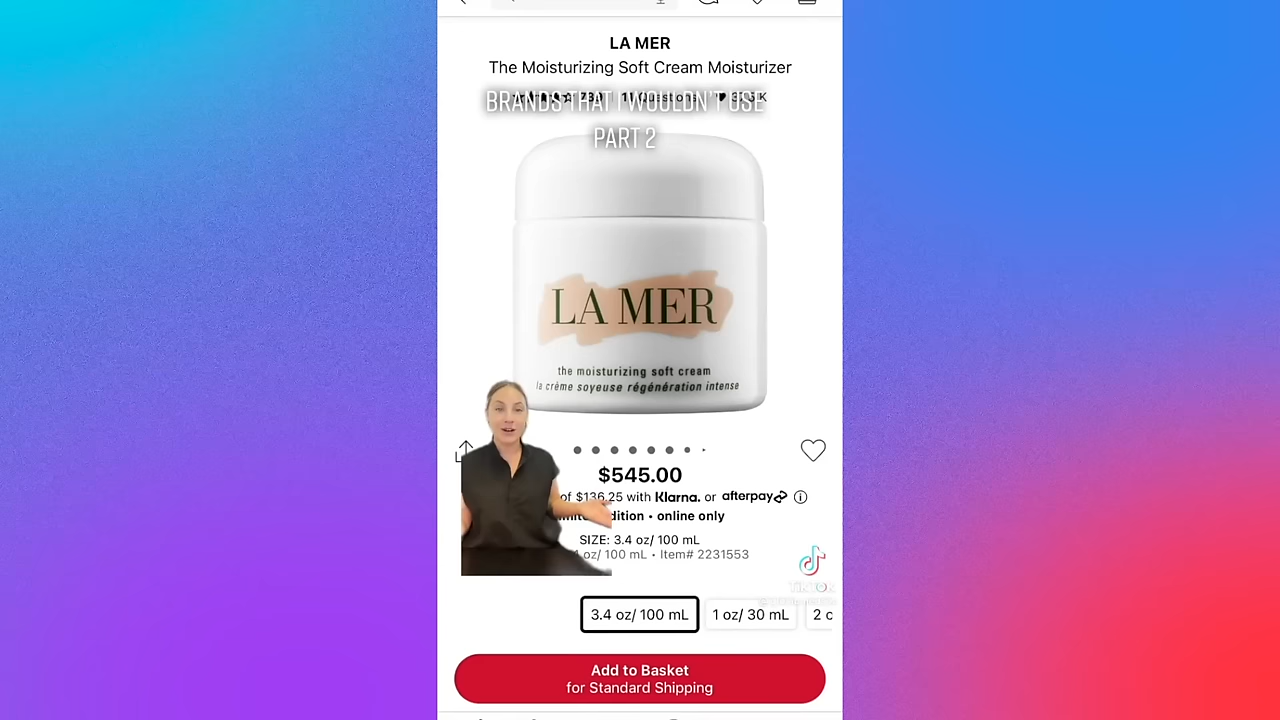 LA MER
The Moisturizing Soft Cream Moisturizer
BRANDS THAT I WOULDN'T USE
PART 2
LA MER
the moisturizing soft cream
la crème soyeuse régénération intense
$545.00
of $136.25 with Klarna. or afterpay
edition • online only
SIZE: 3.4 oz/ 100 mL
oz/ 100 mL • Item# 2231553
TikTok
3.4 oz/ 100 mL 1 oz/ 30 mL 2
Add to Basket
for Standard Shipping